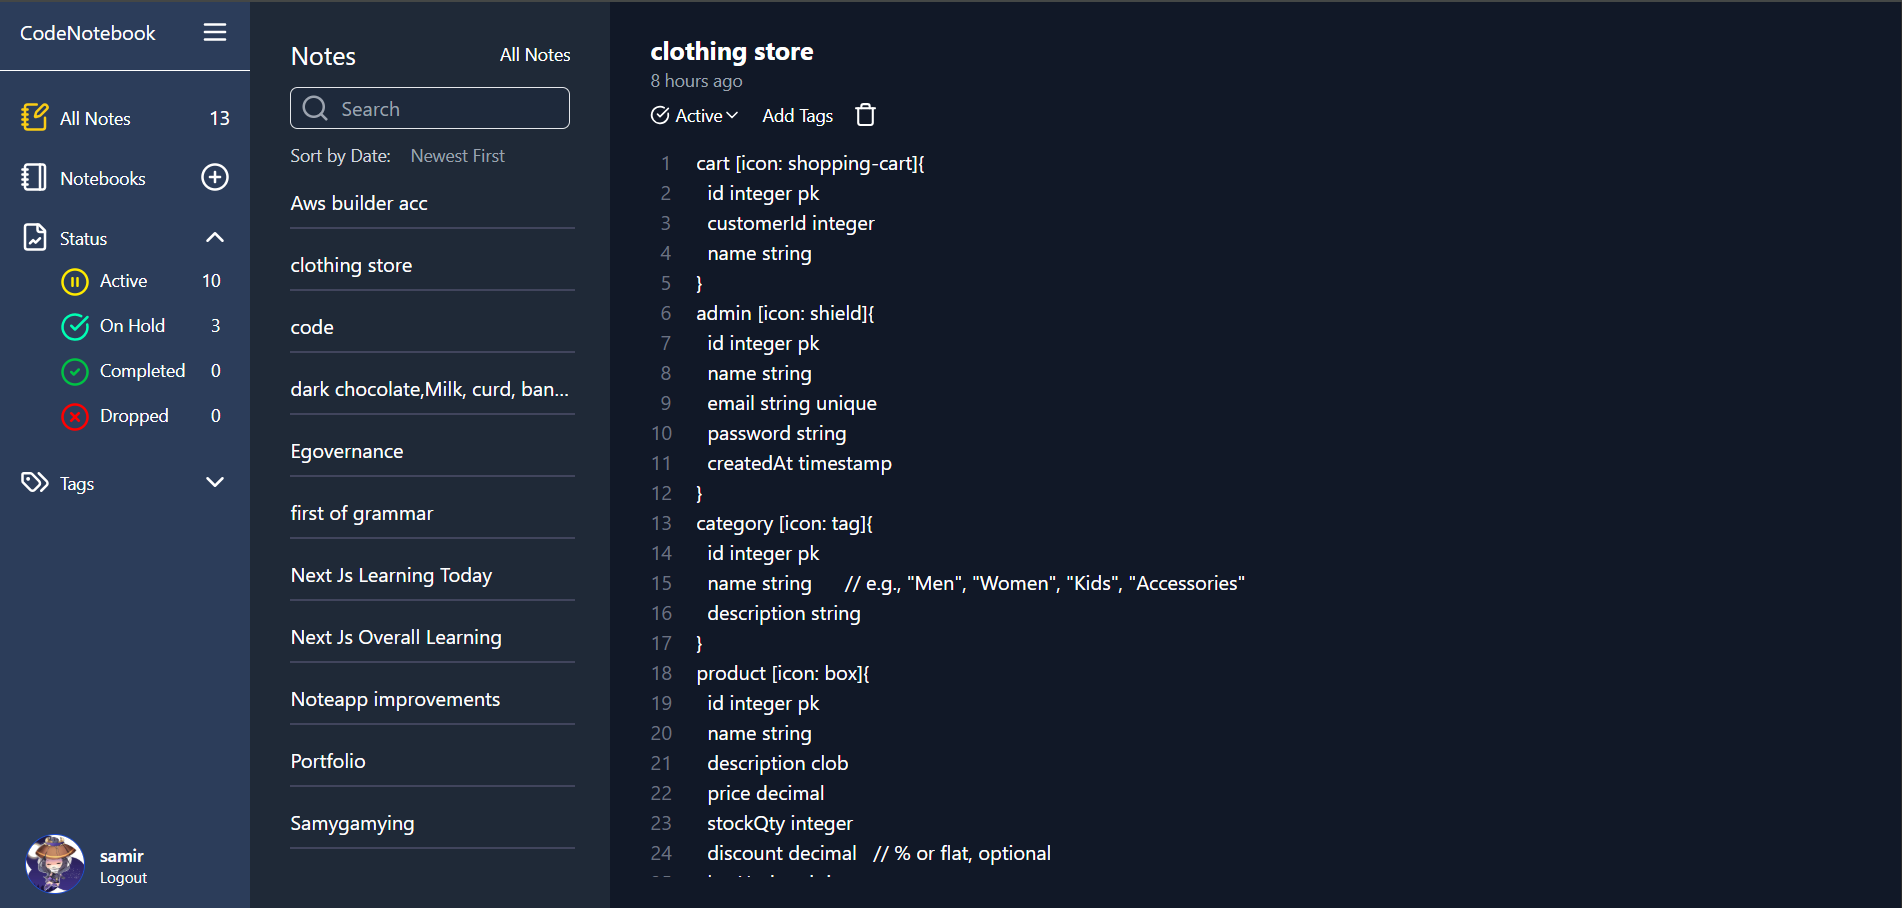 CodeNotebook
All Notes 13
Notebooks
Status
Active 10
On Hold 3
Completed 0
Dropped 0
Tags
samir
Logout
Notes All Notes
Search
Sort by Date: Newest First
Aws builder acc
clothing store
code
dark chocolate,Milk, curd, ban...
Egovernance
first of grammar
Next Js Learning Today
Next Js Overall Learning
Noteapp improvements
Portfolio
Samygamying
clothing store
8 hours ago
Active Add Tags
1 cart [icon: shopping-cart]{
2 id integer pk
3 customerId integer
4 name string
5 }
6 admin [icon: shield]{
7 id integer pk
8 name string
9 email string unique
10 password string
11 createdAt timestamp
12 }
13 category [icon: tag]{
14 id integer pk
15 name string // e.g., "Men", "Women", "Kids", "Accessories"
16 description string
17 }
18 product [icon: box]{
19 id integer pk
20 name string
21 description clob
22 price decimal
23 stockQty integer
24 discount decimal // % or flat, optional